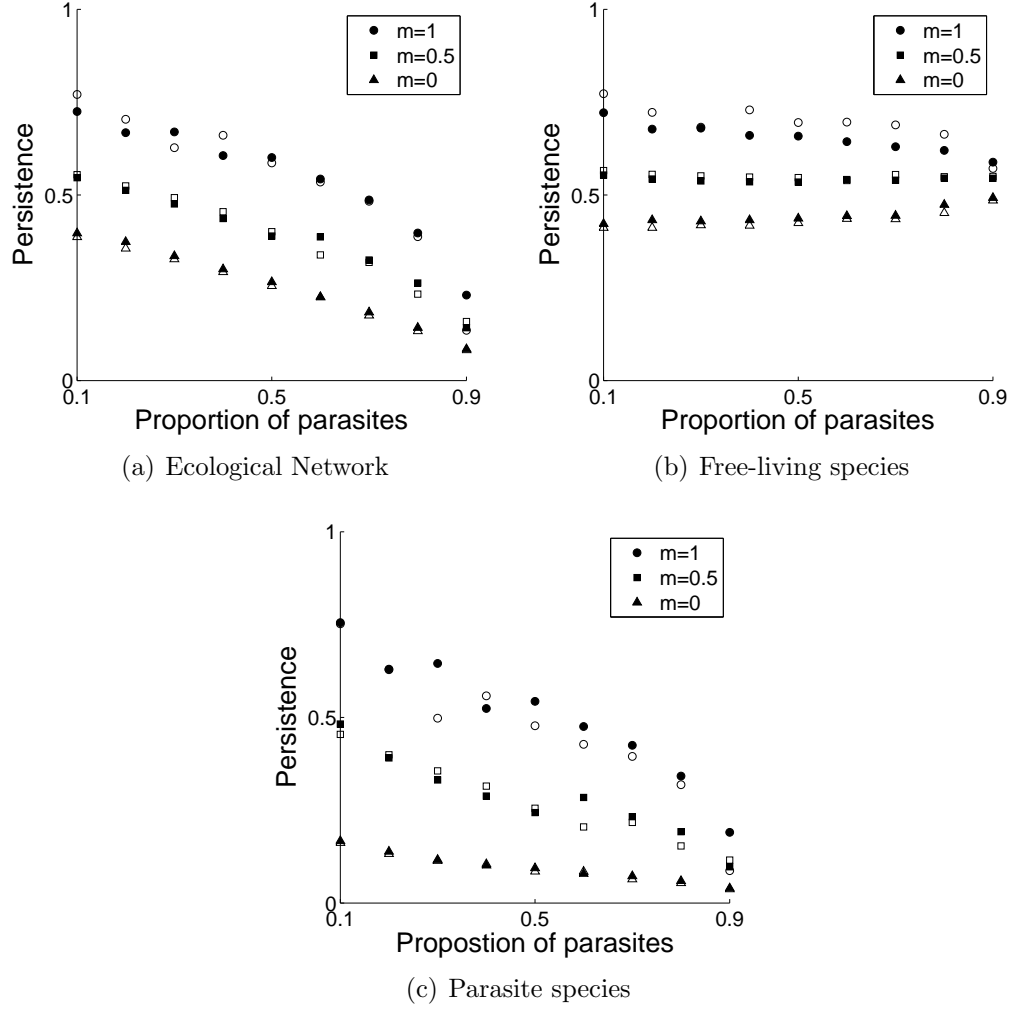 1
m=1
m=0.5
m=0
Persistence
0.5
0
0.1
0.5
0.9
Proportion of parasites
(a) Ecological Network
1
m=1
m=0.5
m=0
Persistence
0.5
0
0.1
0.5
0.9
Proportion of parasites
(b) Free-living species
1
m=1
m=0.5
m=0
Persistence
0.5
0
0.1
0.5
0.9
Propostion of parasites
(c) Parasite species